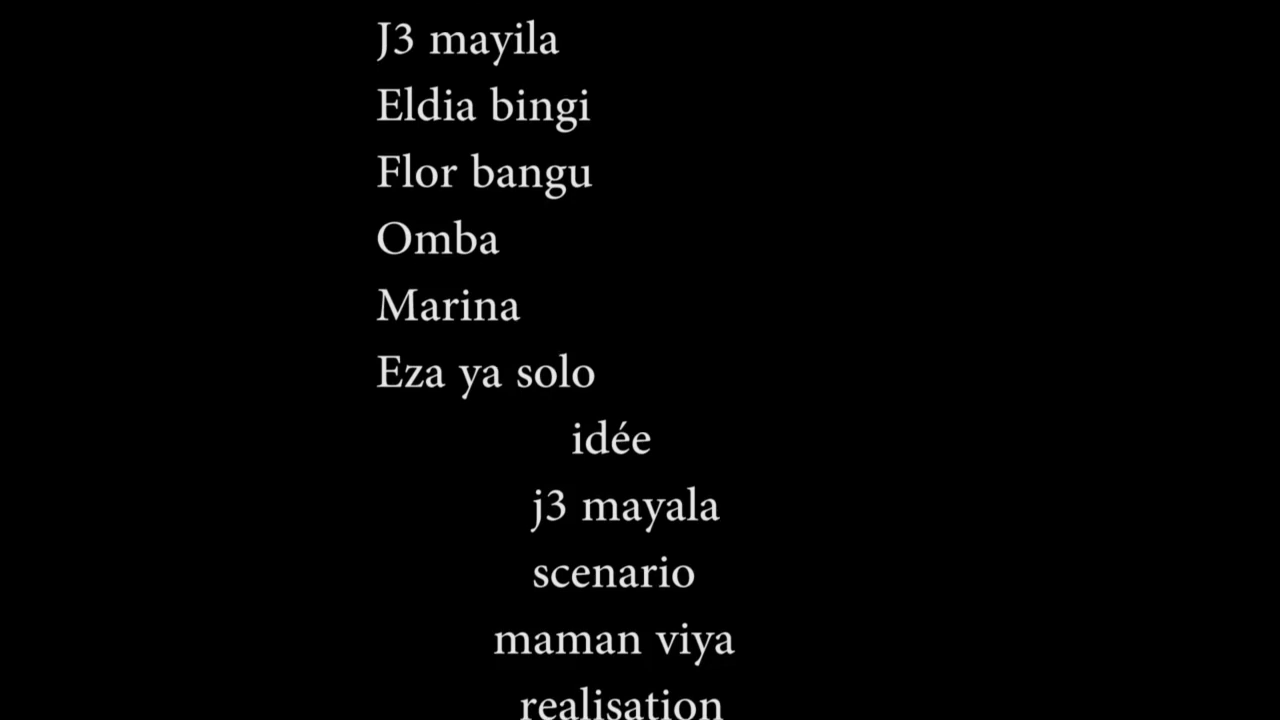 J3 mayila
Eldia bingi
Flor bangu
Omba
Marina
Eza ya solo
idée
j3 mayala
scenario
maman viya
realisation